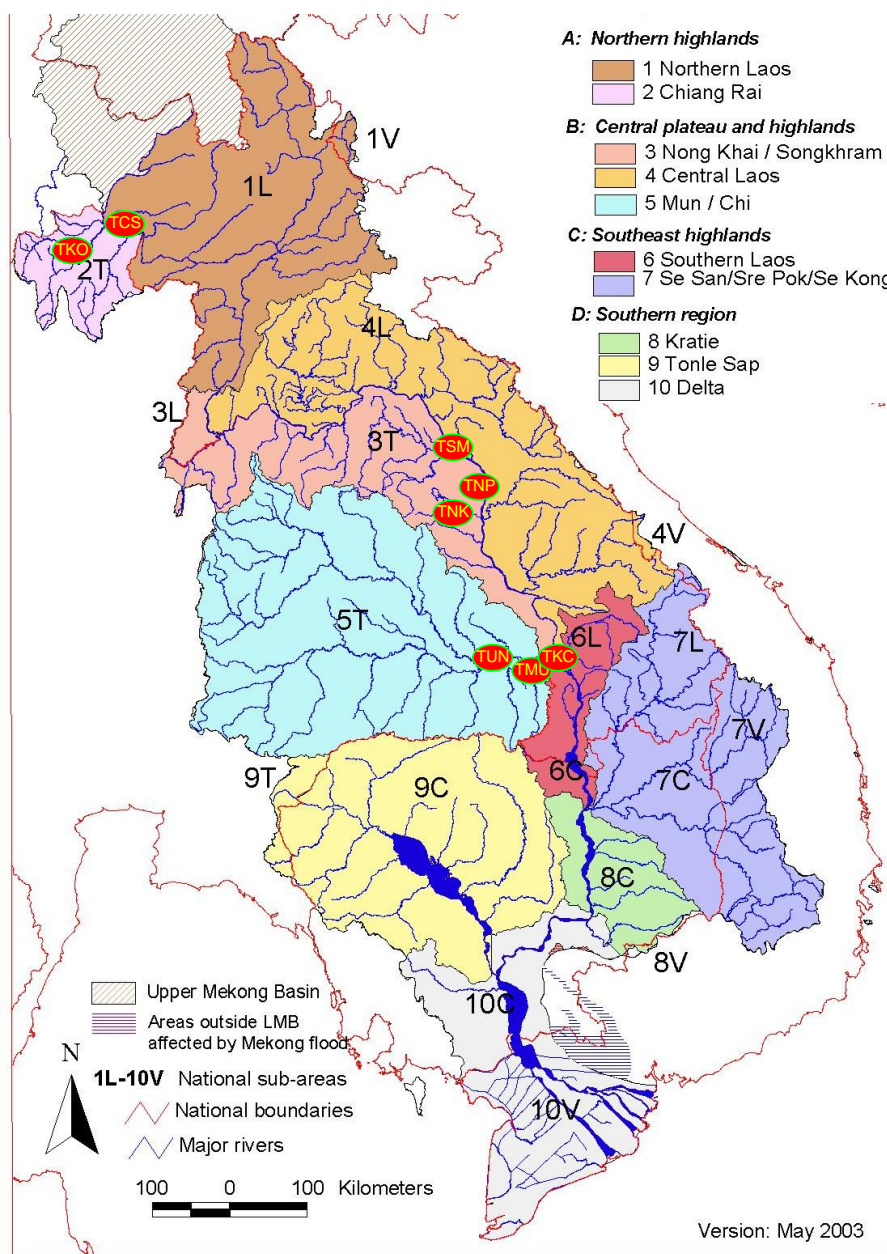 A: Northern highlands
1 Northern Laos
2 Chiang Rai
B: Central plateau and highlands
3 Nong Khai / Songkhram
4 Central Laos
5 Mun / Chi
C: Southeast highlands
6 Southern Laos
7 Se San/Sre Pok/Se Kong
D: Southern region
8 Kratie
9 Tonle Sap
10 Delta
1V
1L
TCS
TKO
2T
4L
3L
3T
TSM
TNP
TNK
4V
5T
6L
7L
TUN
TMU
TKC
7V
9T
9C
6C
7C
8C
8V
10C
10V
Upper Mekong Basin
Areas outside LMB
affected by Mekong flood
N
1L-10V National sub-areas
National boundaries
Major rivers
100 0 100 Kilometers
Version: May 2003